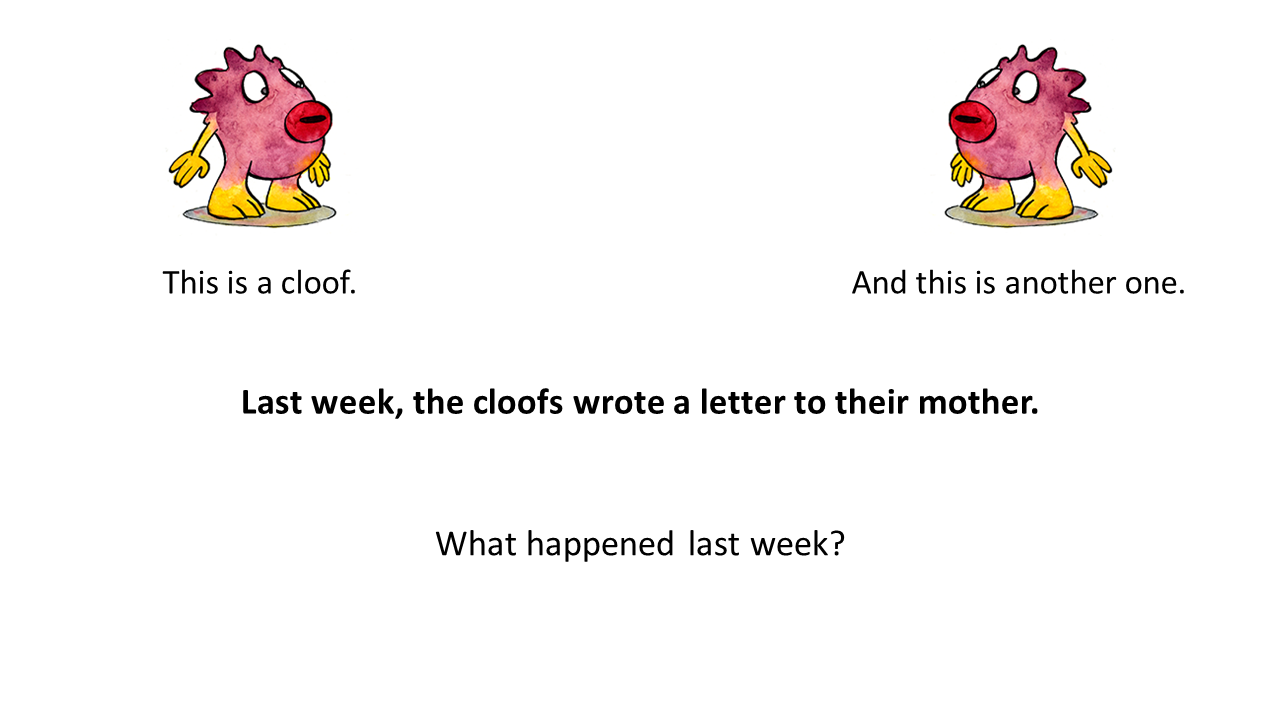 This is a cloof.
And this is another one.
Last week, the cloofs wrote a letter to their mother.
What happened last week?